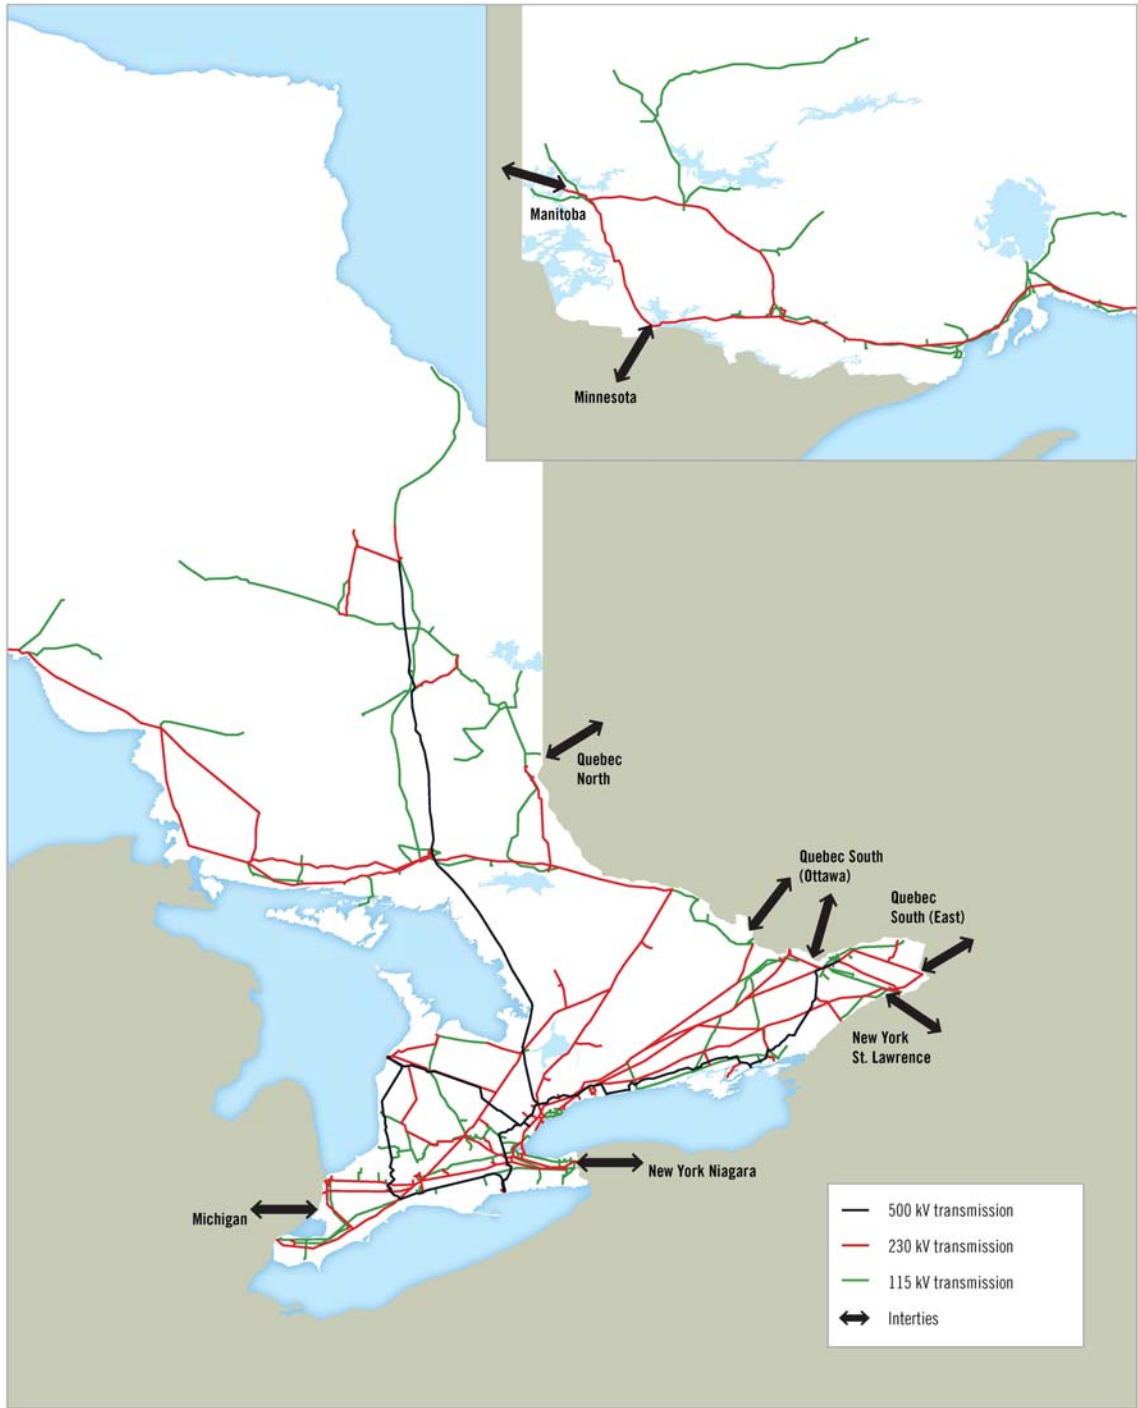 Manitoba
Minnesota
Quebec
North
Quebec South
(Ottawa)
Quebec
South (East)
New York
St. Lawrence
New York Niagara
Michigan
500 kV transmission
230 kV transmission
115 kV transmission
Interties